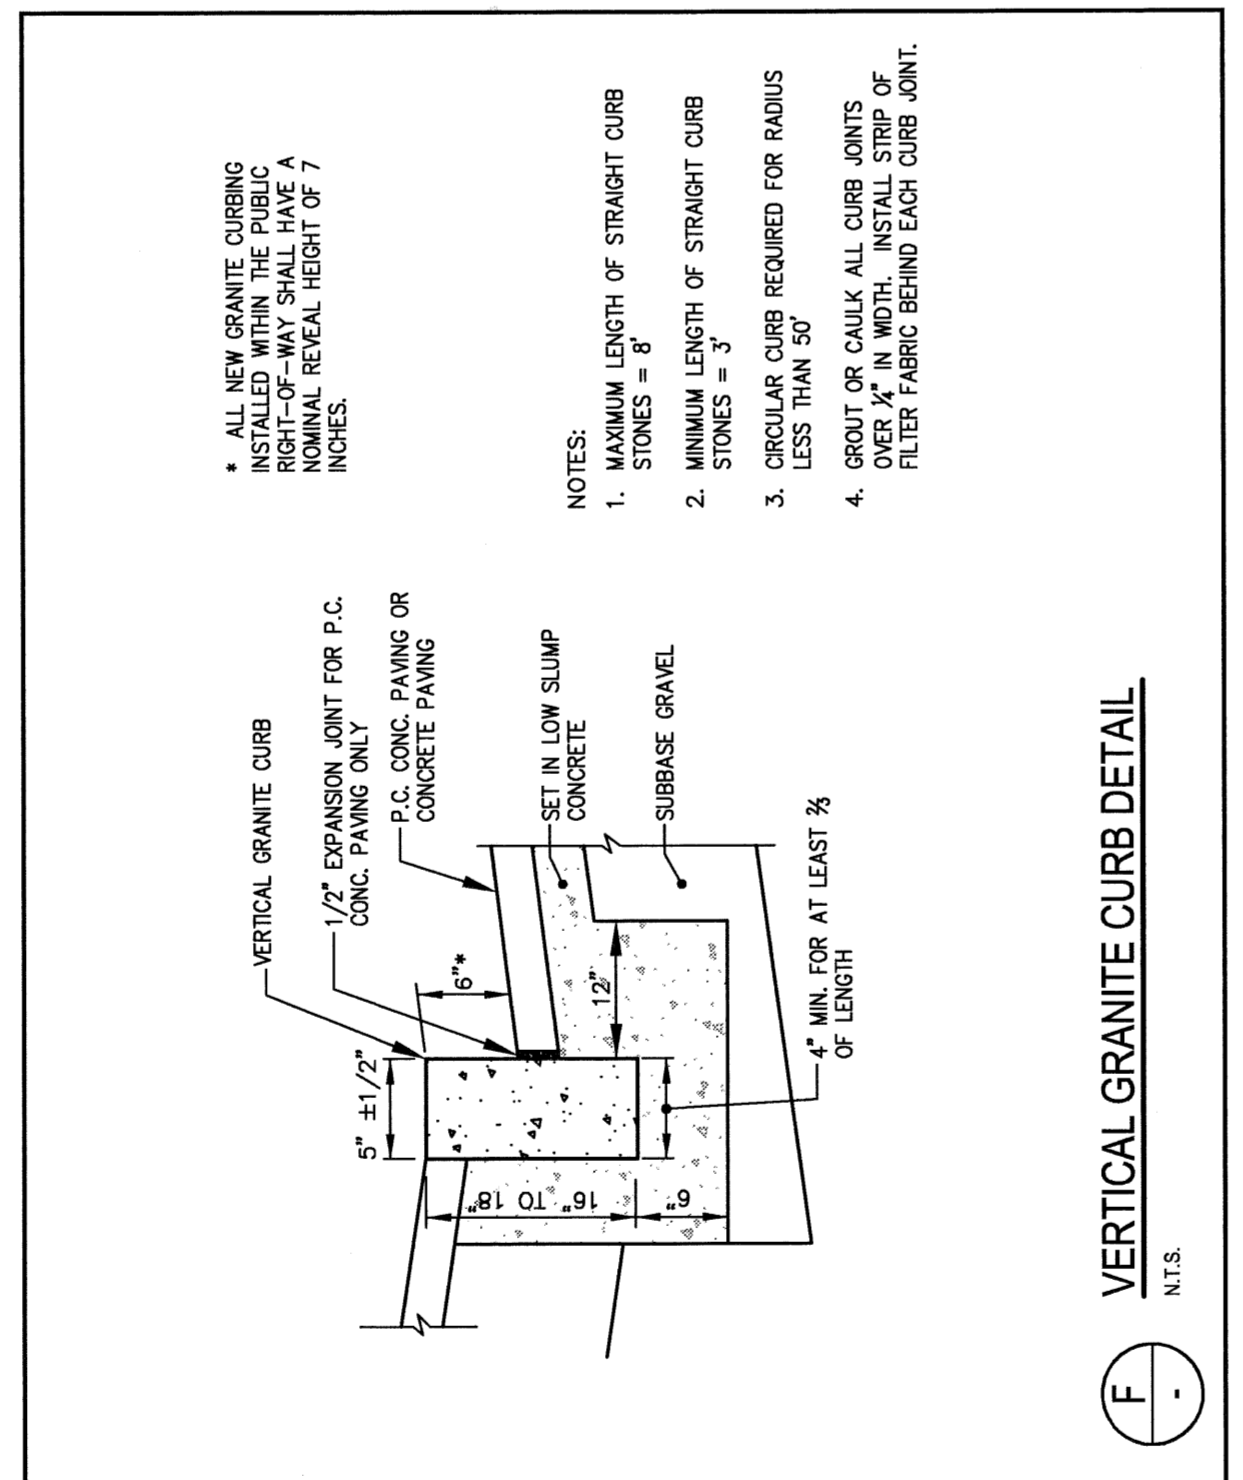 * ALL NEW GRANITE CURBING
INSTALLED WITHIN THE PUBLIC
RIGHT-OF-WAY SHALL HAVE A
NOMINAL REVEAL HEIGHT OF 7
INCHES.
VERTICAL GRANITE CURB
1/2" EXPANSION JOINT FOR P.C.
CONC. PAVING ONLY
P.C. CONC. PAVING OR
CONCRETE PAVING
SET IN LOW SLUMP
CONCRETE
SUBBASE GRAVEL
4" MIN. FOR AT LEAST ⅔
OF LENGTH
5" ±1/2"
6"*
12"
16" TO 18"
6"
NOTES:
1. MAXIMUM LENGTH OF STRAIGHT CURB
STONES = 8'
2. MINIMUM LENGTH OF STRAIGHT CURB
STONES = 3'
3. CIRCULAR CURB REQUIRED FOR RADIUS
LESS THAN 50'
4. GROUT OR CAULK ALL CURB JOINTS
OVER ¼" IN WIDTH. INSTALL STRIP OF
FILTER FABRIC BEHIND EACH CURB JOINT.
F
-
VERTICAL GRANITE CURB DETAIL
N.T.S.